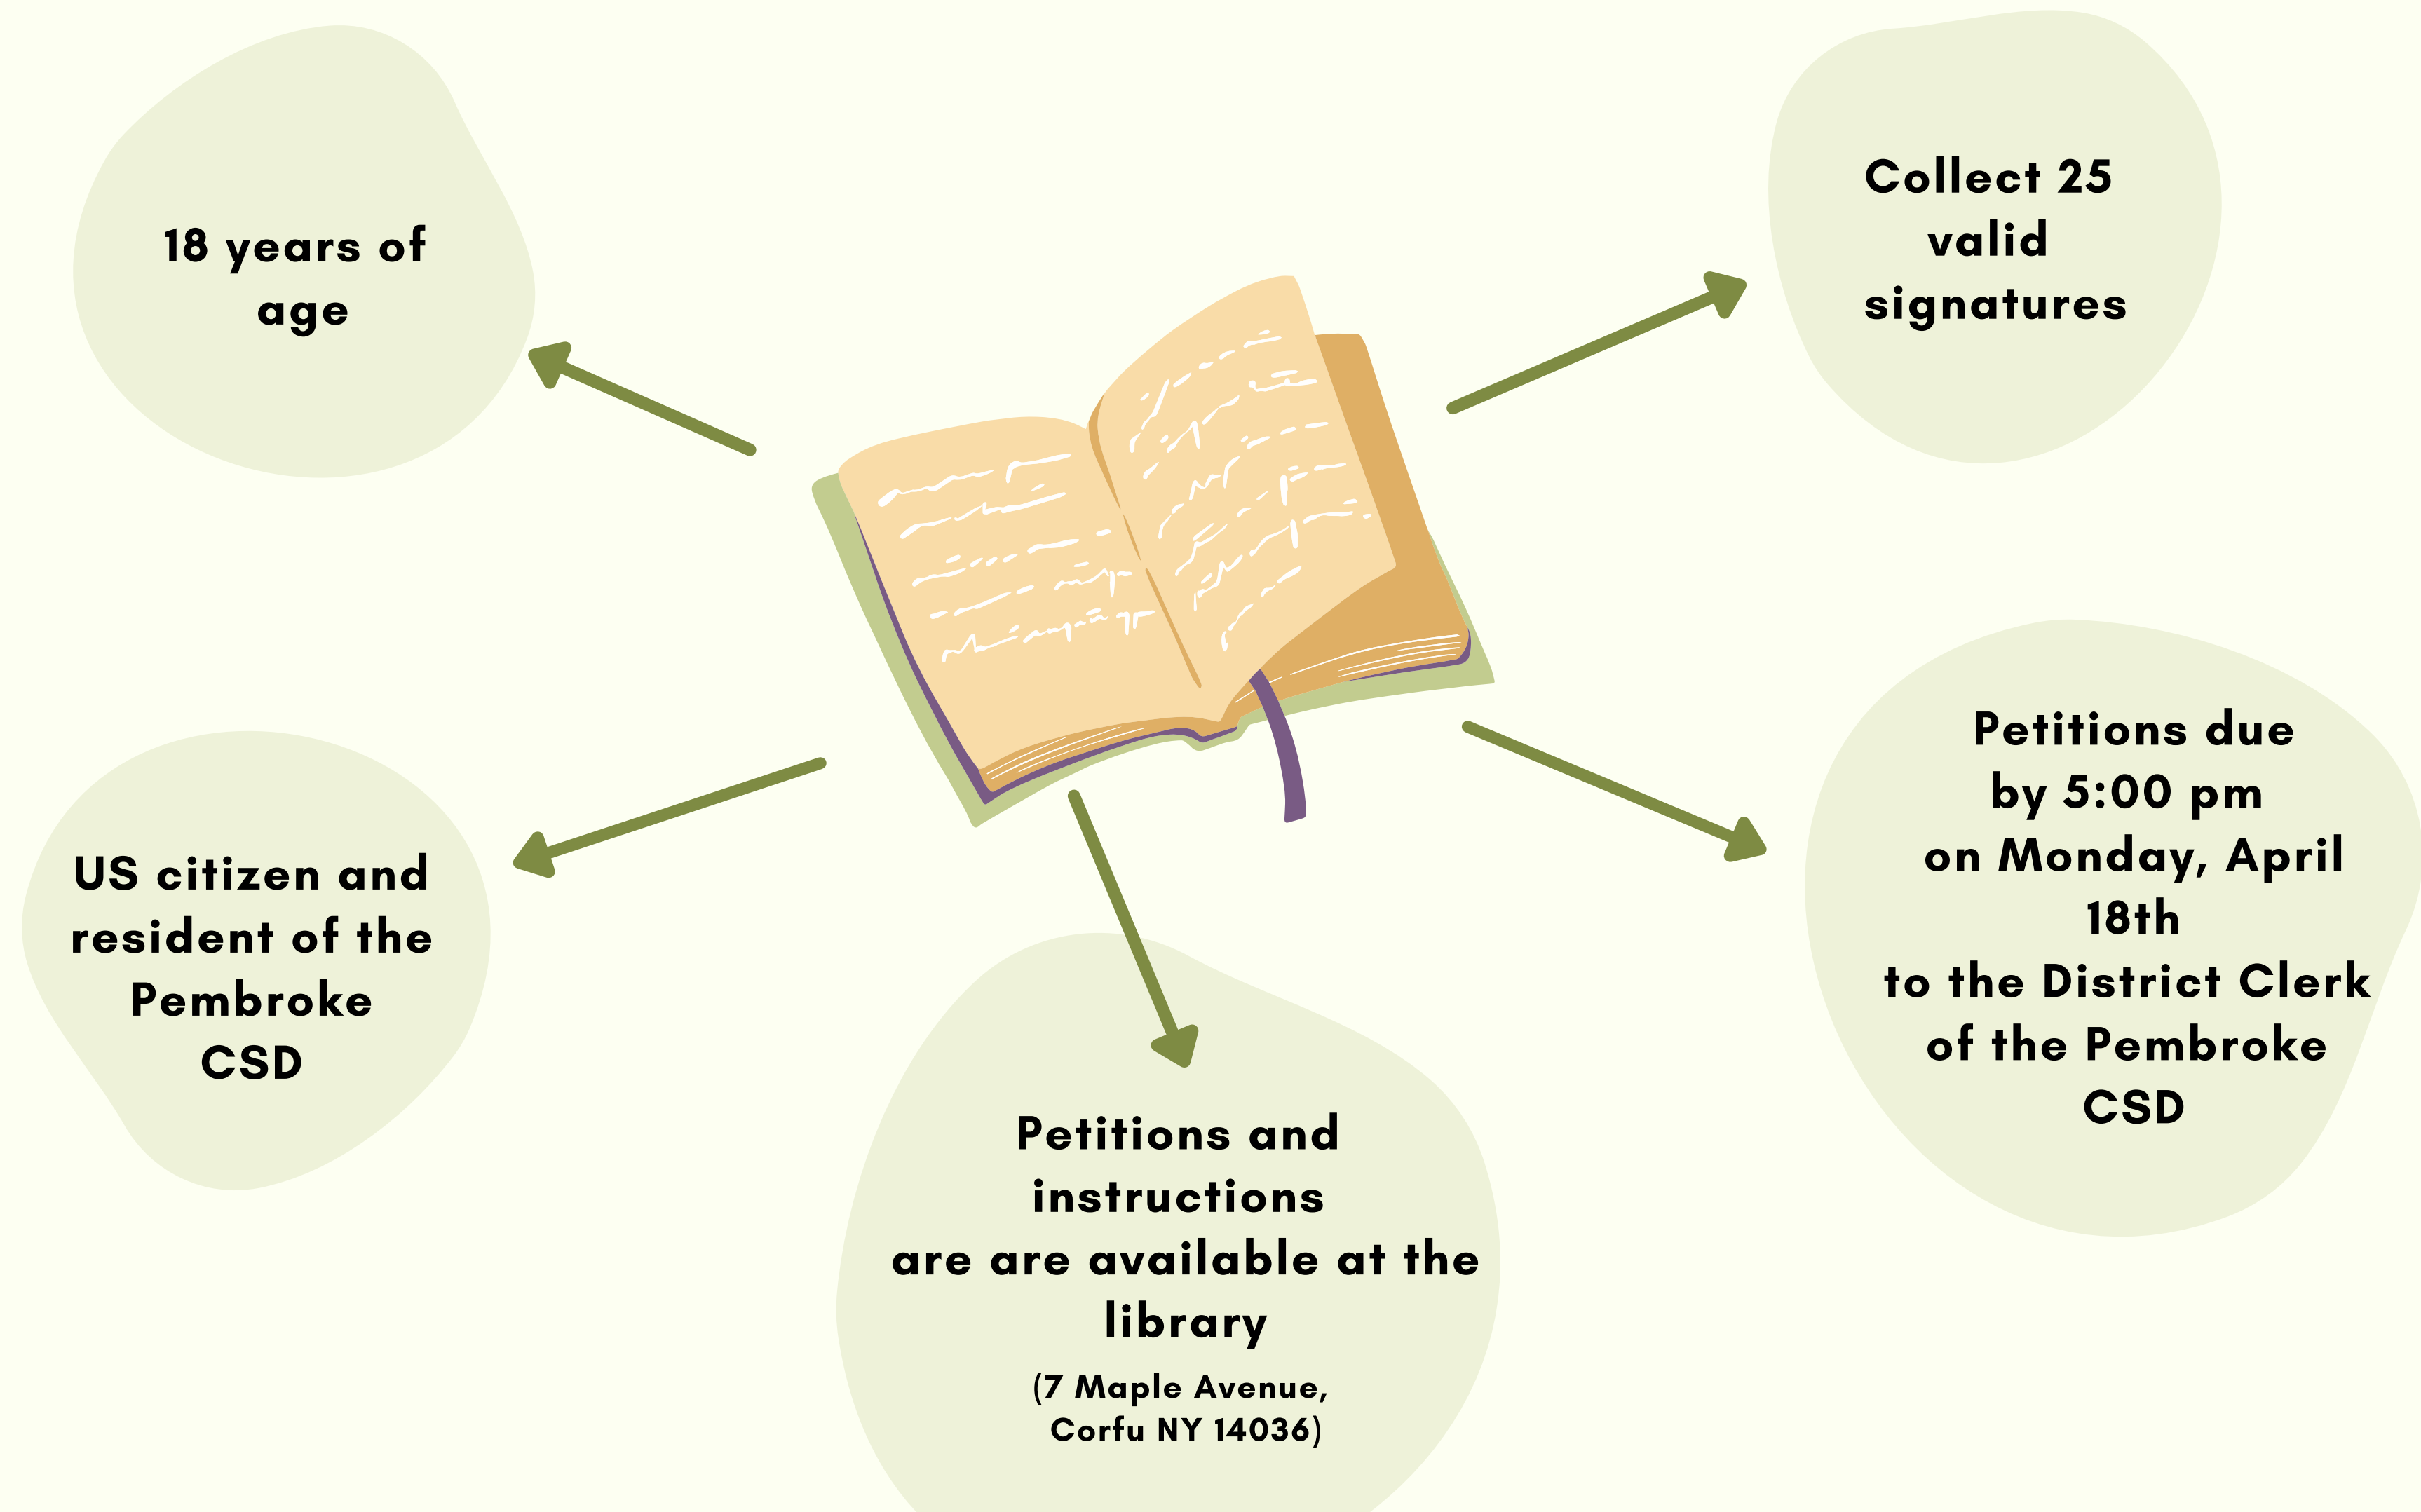 18 years of
age
Collect 25
valid
signatures
US citizen and
resident of the
Pembroke
CSD
Petitions and
instructions
are are available at the
library
(7 Maple Avenue,
Corfu NY 14036)
Petitions due
by 5:00 pm
on Monday, April
18th
to the District Clerk
of the Pembroke
CSD